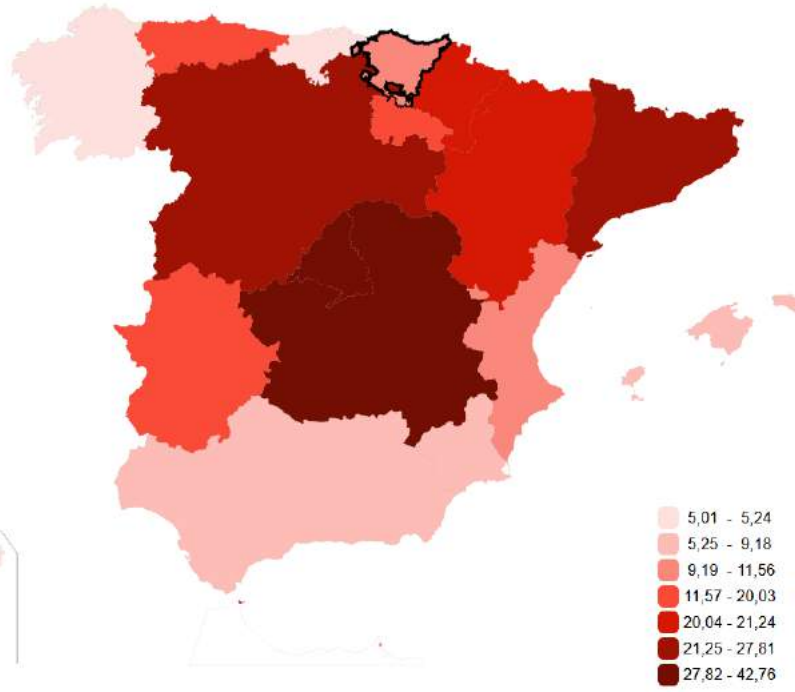 5,01 - 5,24
5,25 - 9,18
9,19 - 11,56
11,57 - 20,03
20,04 - 21,24
21,25 - 27,81
27,82 - 42,76